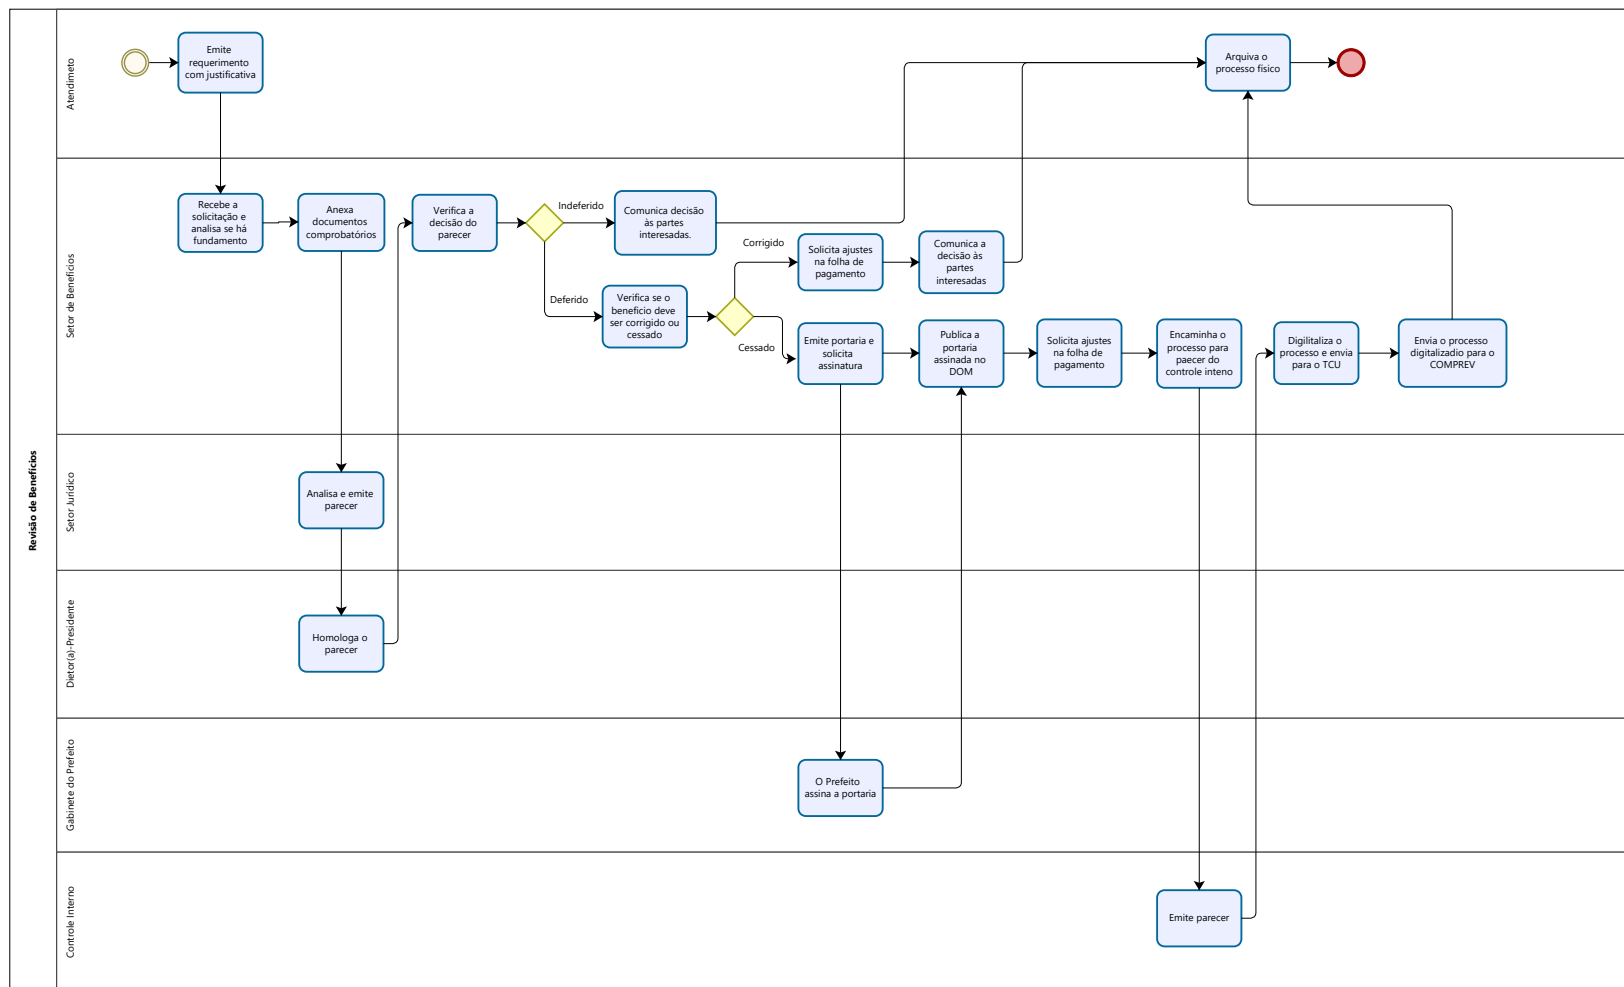 Revisão de Benefícios
Atendimeto
Emite
requerimento
com justificativa
Arquiva o
processo físico
Setor de Benefícios
Recebe a
solicitação e
analisa se há
fundamento
Anexa
documentos
comprobatórios
Verifica a
decisão do
parecer
Indeferido
Comunica decisão
às partes
interessadas.
Corrigido
Solicita ajustes
na folha de
pagamento
Comunica a
decisão às
partes
interesadas
Deferido
Verifica se o
beneficio deve
ser corrigido ou
cessado
Cessado
Emite portaria e
solicita
assinatura
Publica a
portaria
assinada no
DOM
Solicita ajustes
na folha de
pagamento
Encaminha o
processo para
paecer do
controle inteno
Digilitaliza o
processo e envia
para o TCU
Envia o processo
digitalizadio para o
COMPREV
Setor Jurídico
Analisa e emite
parecer
Dietor(a)-Presidente
Homologa o
parecer
Gabinete do Prefeito
O Prefeito
assina a portaria
Controle Interno
Emite parecer